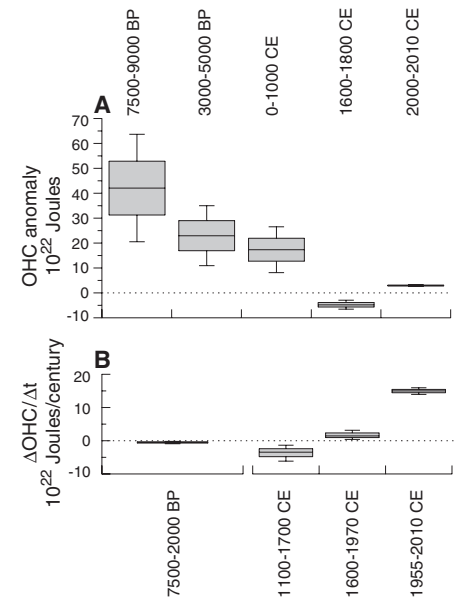 7500-9000 BP
3000-5000 BP
0-1000 CE
1600-1800 CE
2000-2010 CE
A
OHC anomaly
10²² Joules
70
60
50
40
30
20
10
0
-10
B
ΔOHC/Δt
10²² Joules/century
20
10
0
-10
7500-2000 BP
1100-1700 CE
1600-1970 CE
1955-2010 CE